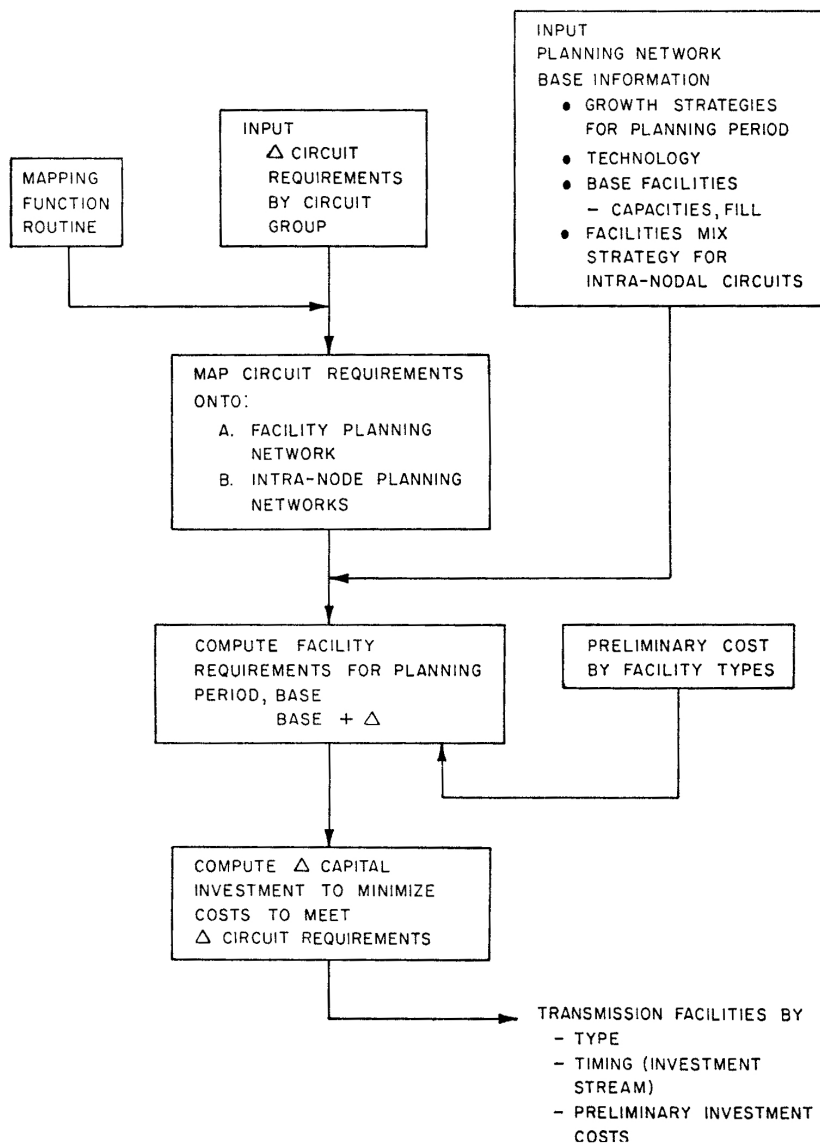 INPUT
PLANNING NETWORK
BASE INFORMATION
● GROWTH STRATEGIES
FOR PLANNING PERIOD
● TECHNOLOGY
● BASE FACILITIES
– CAPACITIES, FILL
● FACILITIES MIX
STRATEGY FOR
INTRA-NODAL CIRCUITS
INPUT
△ CIRCUIT
REQUIREMENTS
BY CIRCUIT
GROUP
MAPPING
FUNCTION
ROUTINE
MAP CIRCUIT REQUIREMENTS
ONTO:
A. FACILITY PLANNING
NETWORK
B. INTRA-NODE PLANNING
NETWORKS
COMPUTE FACILITY
REQUIREMENTS FOR PLANNING
PERIOD, BASE
BASE + △
PRELIMINARY COST
BY FACILITY TYPES
COMPUTE △ CAPITAL
INVESTMENT TO MINIMIZE
COSTS TO MEET
△ CIRCUIT REQUIREMENTS
TRANSMISSION FACILITIES BY
– TYPE
– TIMING (INVESTMENT
STREAM)
– PRELIMINARY INVESTMENT
COSTS